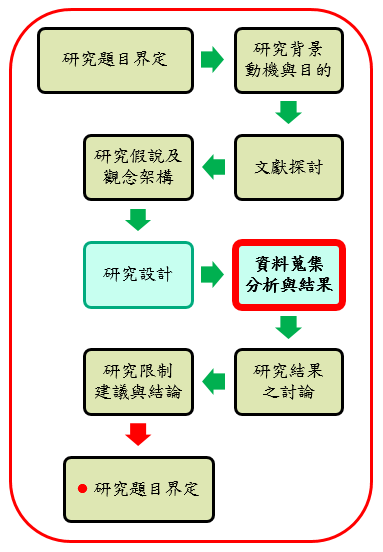 研究題目界定
研究背景
動機與目的
文獻探討
研究假說及
觀念架構
研究設計
資料蒐集
分析與結果
研究結果
之討論
研究限制
建議與結論
研究題目界定